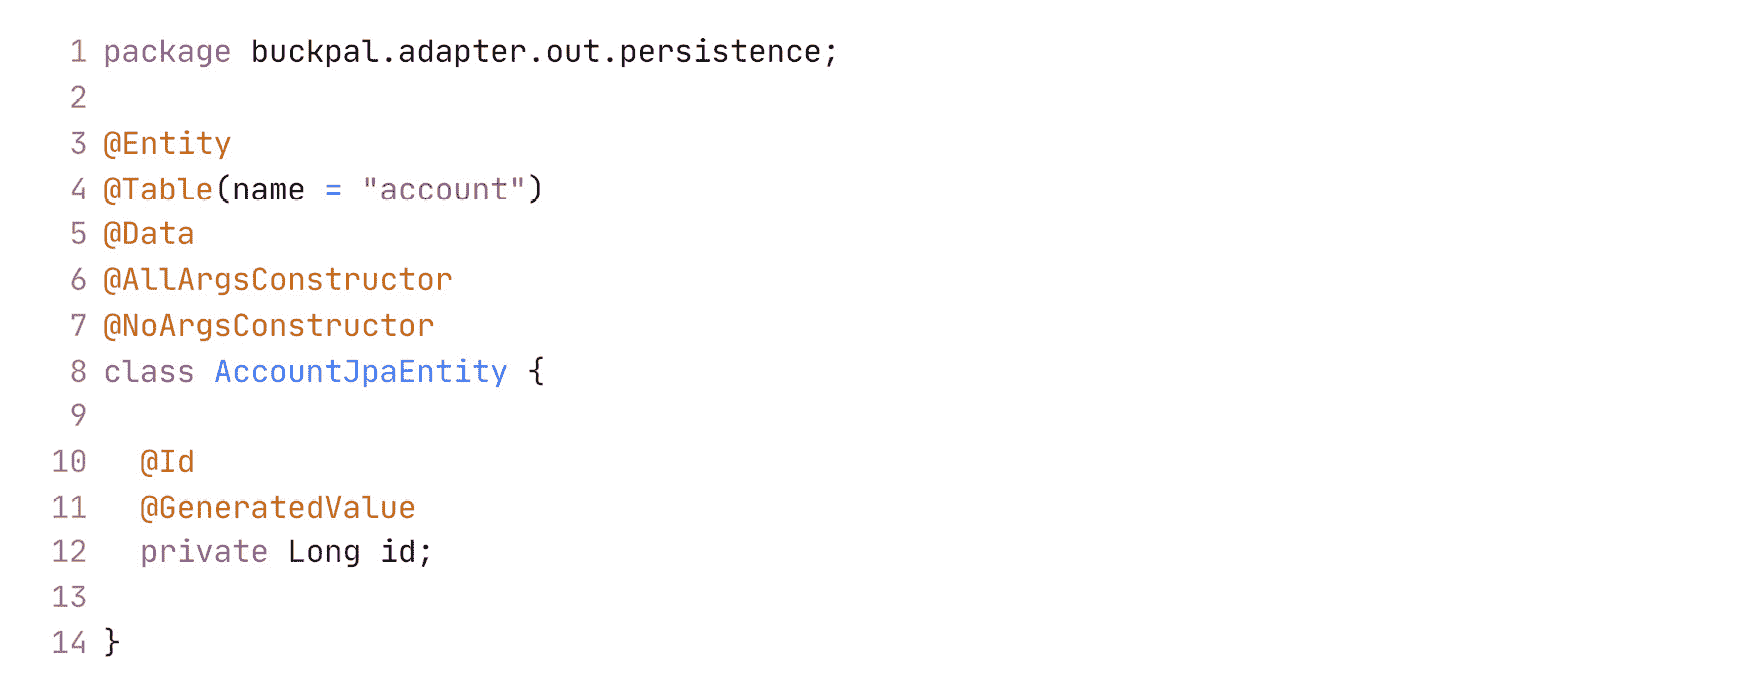 1 package buckpal.adapter.out.persistence;
2
3 @Entity
4 @Table(name = "account")
5 @Data
6 @AllArgsConstructor
7 @NoArgsConstructor
8 class AccountJpaEntity {
9
10   @Id
11   @GeneratedValue
12   private Long id;
13
14 }